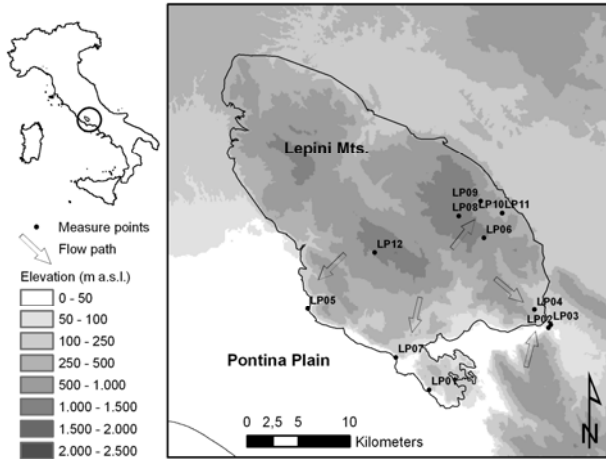 Measure points
Flow path
Elevation (m a.s.l.)
0 - 50
50 - 100
100 - 250
250 - 500
500 - 1.000
1.000 - 1.500
1.500 - 2.000
2.000 - 2.500
Lepini Mts.
LP09
LP10 LP11
LP08
LP06
LP12
LP05
LP04
LP02 LP03
LP07
Pontina Plain
0 2,5 5 10
Kilometers
N